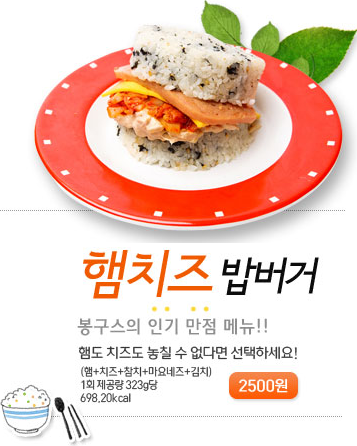 햄치즈 밥버거
봉구스의 인기 만점 메뉴!!
햄도 치즈도 놓칠 수 없다면 선택하세요!
(햄+치즈+참치+마요네즈+김치)
1회 제공량 323g당
698,20kcal
2500원